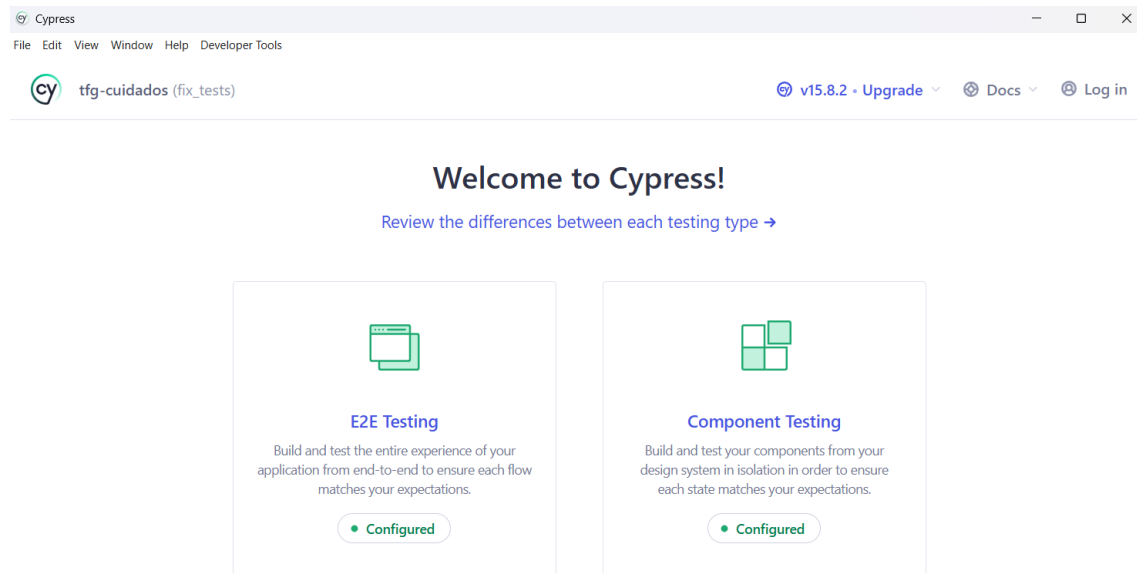 Cypress
File Edit View Window Help Developer Tools
cy tfg-cuidados (fix_tests) v15.8.2 • Upgrade Docs Log in
Welcome to Cypress!
Review the differences between each testing type →
E2E Testing
Build and test the entire experience of your
application from end-to-end to ensure each flow
matches your expectations.
Configured
Component Testing
Build and test your components from your
design system in isolation in order to ensure
each state matches your expectations.
Configured